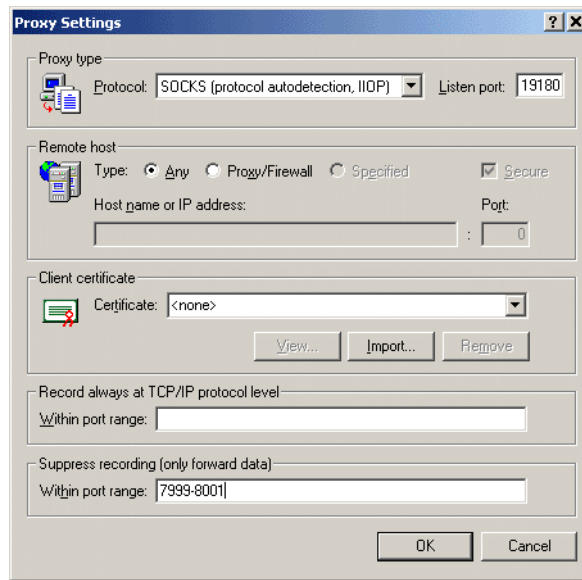 Proxy Settings
Proxy type
Protocol: SOCKS (protocol autodetection, IIOP) Listen port: 19180
Remote host
Type: Any Proxy/Firewall Specified Secure
Host name or IP address: Port:
: 0
Client certificate
Certificate: <none>
View... Import... Remove
Record always at TCP/IP protocol level
Within port range:
Suppress recording (only forward data)
Within port range: 7999-8001
OK Cancel